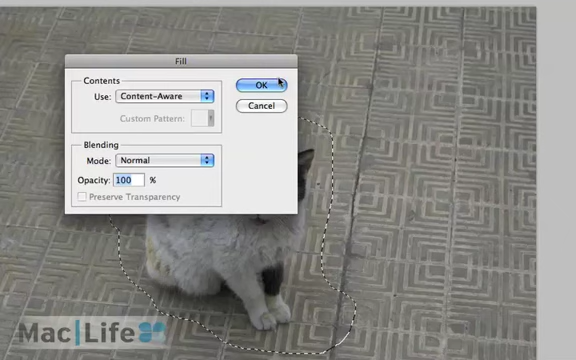 Fill
Contents
Use: Content-Aware
Custom Pattern:
OK
Cancel
Blending
Mode: Normal
Opacity: 100 %
Preserve Transparency
Mac|Life